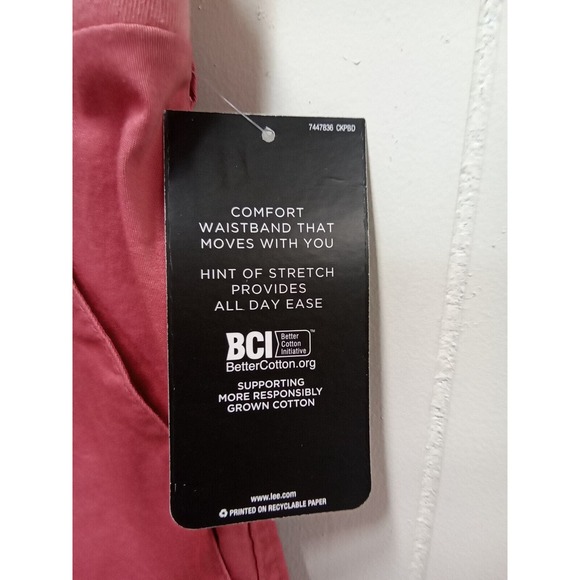 7447836 CKPBD
COMFORT
WAISTBAND THAT
MOVES WITH YOU
HINT OF STRETCH
PROVIDES
ALL DAY EASE
BCI Better
Cotton
Initiative™
BetterCotton.org
SUPPORTING
MORE RESPONSIBLY
GROWN COTTON
www.lee.com
PRINTED ON RECYCLABLE PAPER